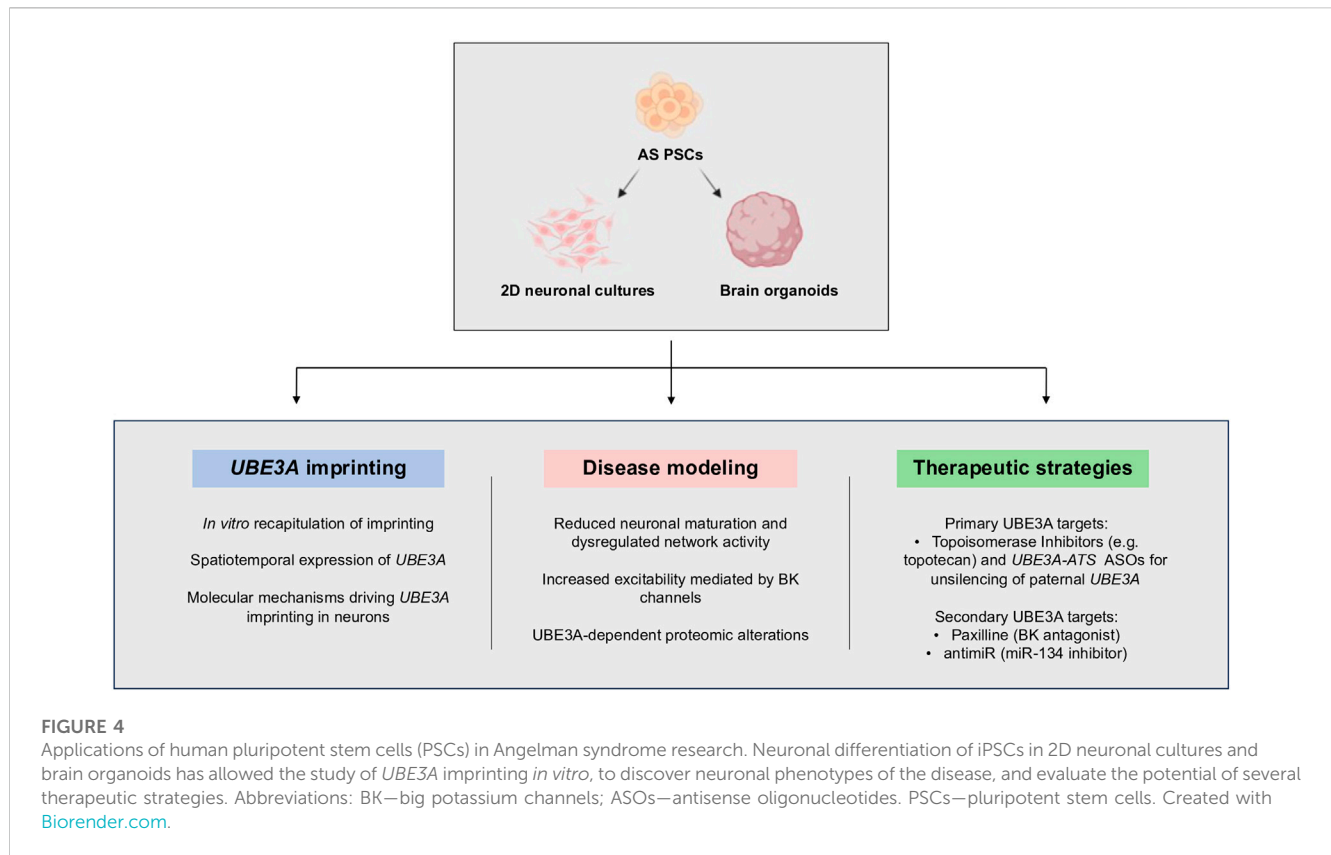 AS PSCs
2D neuronal cultures
Brain organoids
UBE3A imprinting
In vitro recapitulation of imprinting
Spatiotemporal expression of UBE3A
Molecular mechanisms driving UBE3A
imprinting in neurons
Disease modeling
Reduced neuronal maturation and
dysregulated network activity
Increased excitability mediated by BK
channels
UBE3A-dependent proteomic alterations
Therapeutic strategies
Primary UBE3A targets:
• Topoisomerase Inhibitors (e.g.
topotecan) and UBE3A-ATS ASOs for
unsilencing of paternal UBE3A
Secondary UBE3A targets:
• Paxilline (BK antagonist)
• antimiR (miR-134 inhibitor)
FIGURE 4
Applications of human pluripotent stem cells (PSCs) in Angelman syndrome research. Neuronal differentiation of iPSCs in 2D neuronal cultures and
brain organoids has allowed the study of UBE3A imprinting in vitro, to discover neuronal phenotypes of the disease, and evaluate the potential of several
therapeutic strategies. Abbreviations: BK—big potassium channels; ASOs—antisense oligonucleotides. PSCs—pluripotent stem cells. Created with
Biorender.com.